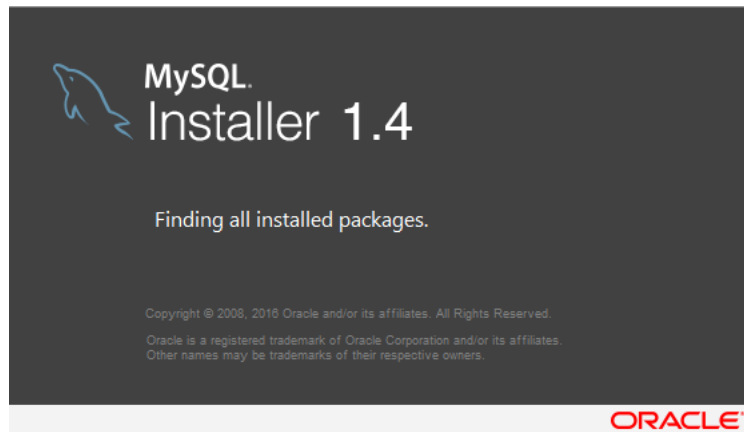 MySQL.
Installer 1.4
Finding all installed packages.
Copyright © 2008, 2016 Oracle and/or its affiliates. All Rights Reserved.
Oracle is a registered trademark of Oracle Corporation and/or its affiliates.
Other names may be trademarks of their respective owners.
ORACLE